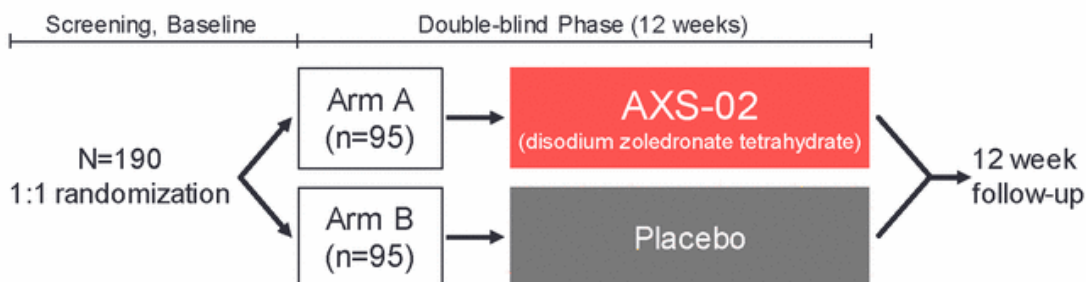 Screening, Baseline
Double-blind Phase (12 weeks)
N=190
1:1 randomization
Arm A
(n=95)
AXS-02
(disodium zoledronate tetrahydrate)
Arm B
(n=95)
Placebo
12 week
follow-up